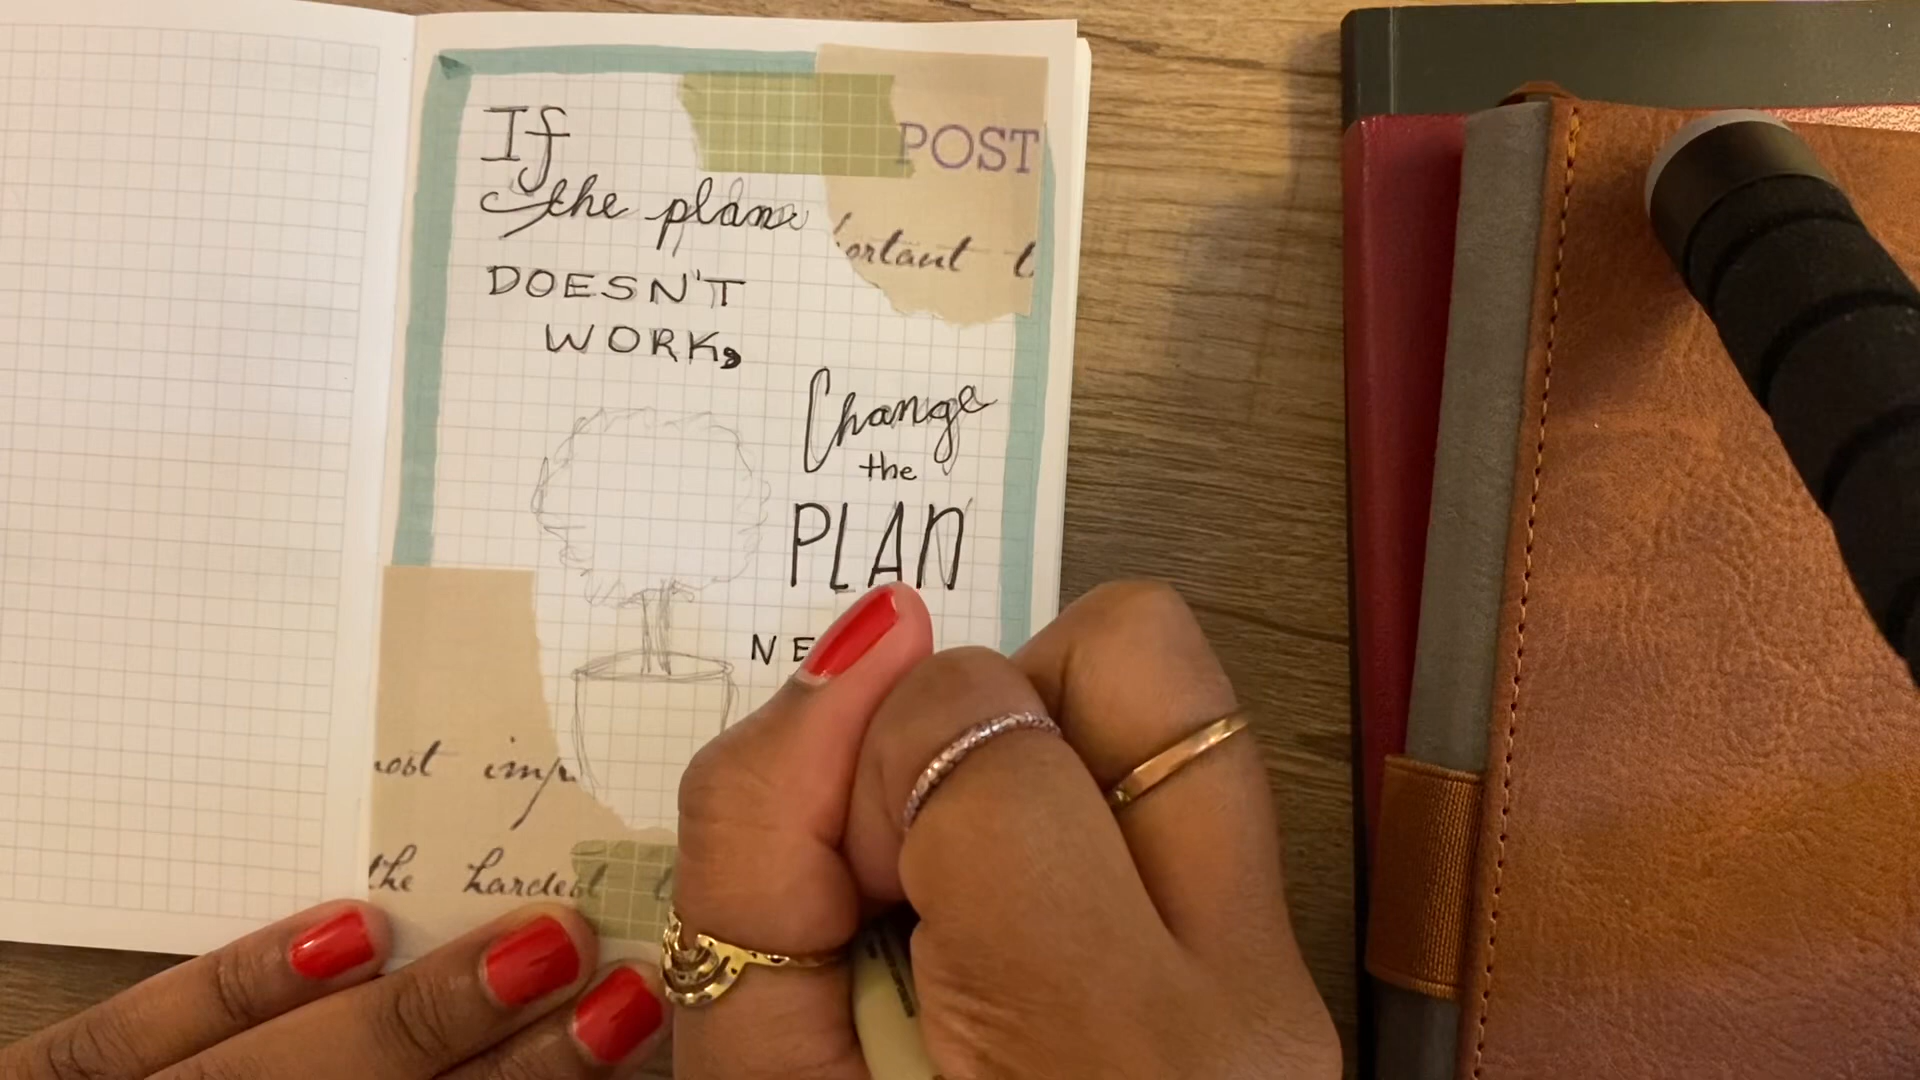 If
POST
the plan
ortant t
DOESN'T
WORK,
Change
the
PLAN
NE
ost imp
the hardest t